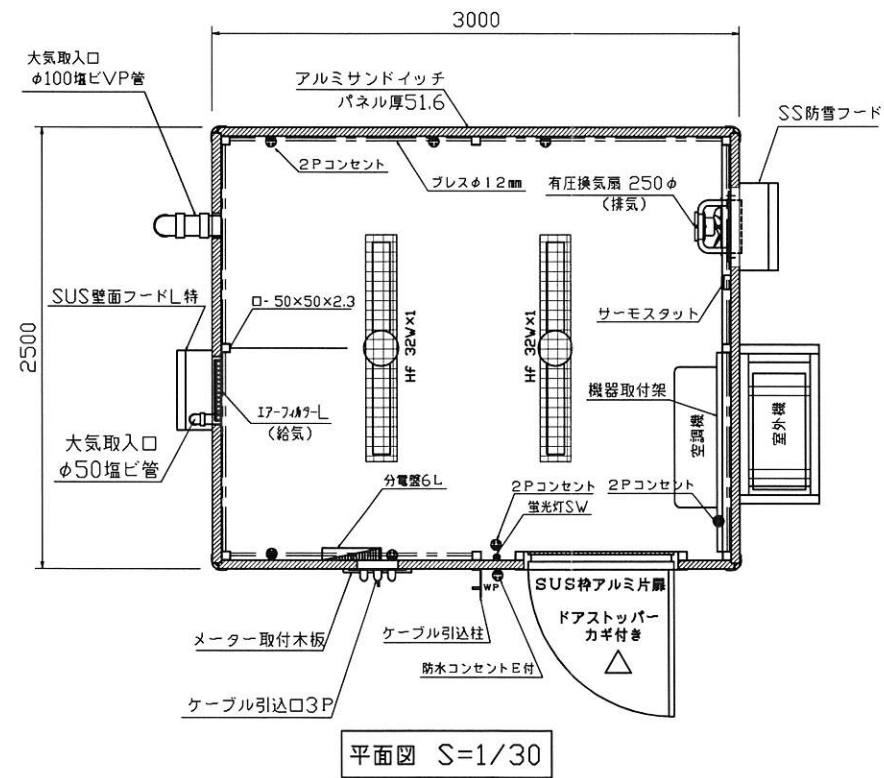 3000
大気取入口
φ100塩ビVP管
アルミサンドイッチ
パネル厚51.6
SS防雪フード
2Pコンセント
ブレスφ12mm
有圧換気扇 250φ
(排気)
SUS壁面フードL特
ロ-50×50×2.3
サーモスタット
2500
Hf 32W×1
Hf 32W×1
機器取付架
空調機
室外機
エアーフィルターL
(給気)
大気取入口
φ50塩ビ管
分電盤6L
2Pコンセント
蛍光灯SW
2Pコンセント
WP
SUS枠アルミ片扉
ドアストッパー
カギ付き
メーター取付木板
ケーブル引込柱
防水コンセントE付
ケーブル引込口3P
平面図 S=1/30